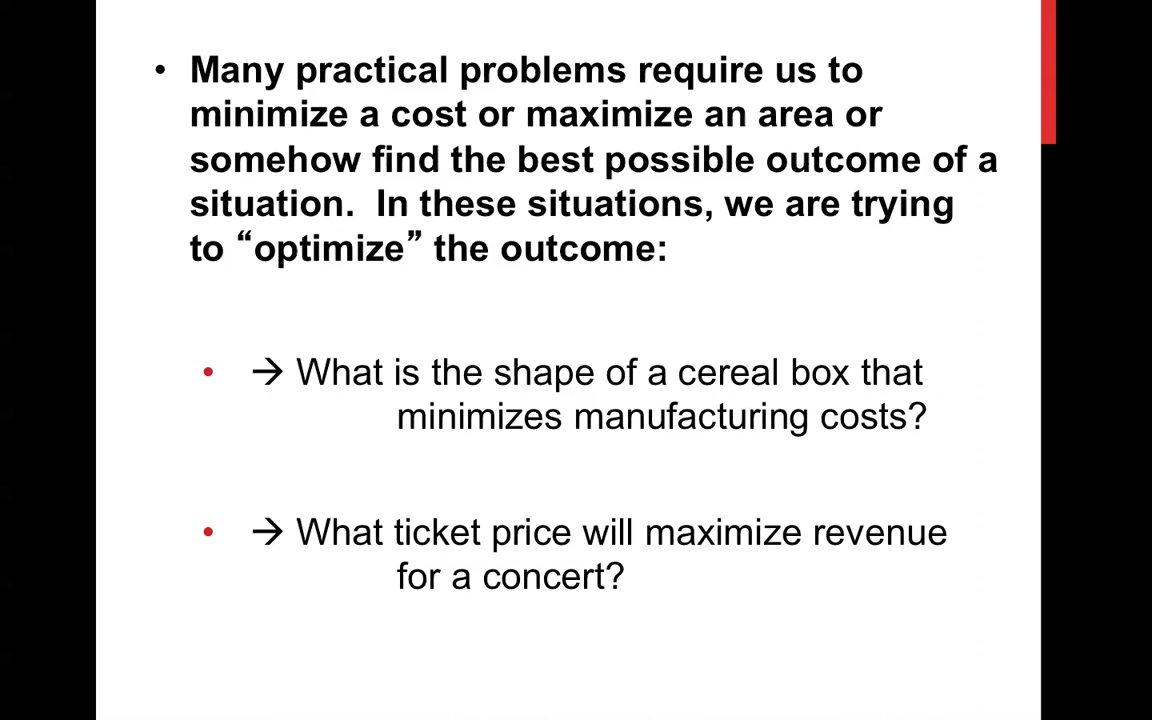 • Many practical problems require us to
minimize a cost or maximize an area or
somehow find the best possible outcome of a
situation.  In these situations, we are trying
to “optimize” the outcome:
• → What is the shape of a cereal box that
minimizes manufacturing costs?
• → What ticket price will maximize revenue
for a concert?